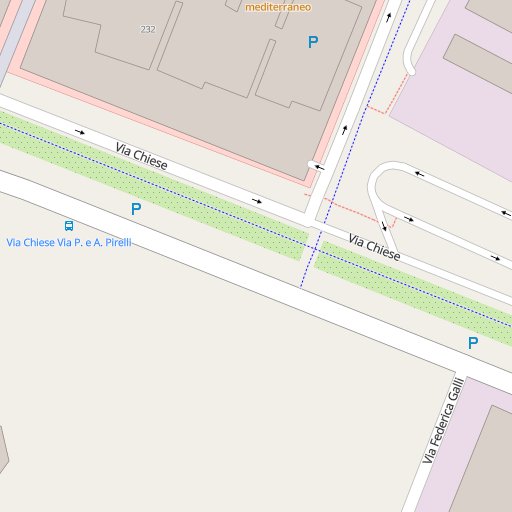 mediterraneo
232
P
Via Chiese
P
Via Chiese Via P. e A. Pirelli
Via Chiese
P
Via Federica Galli